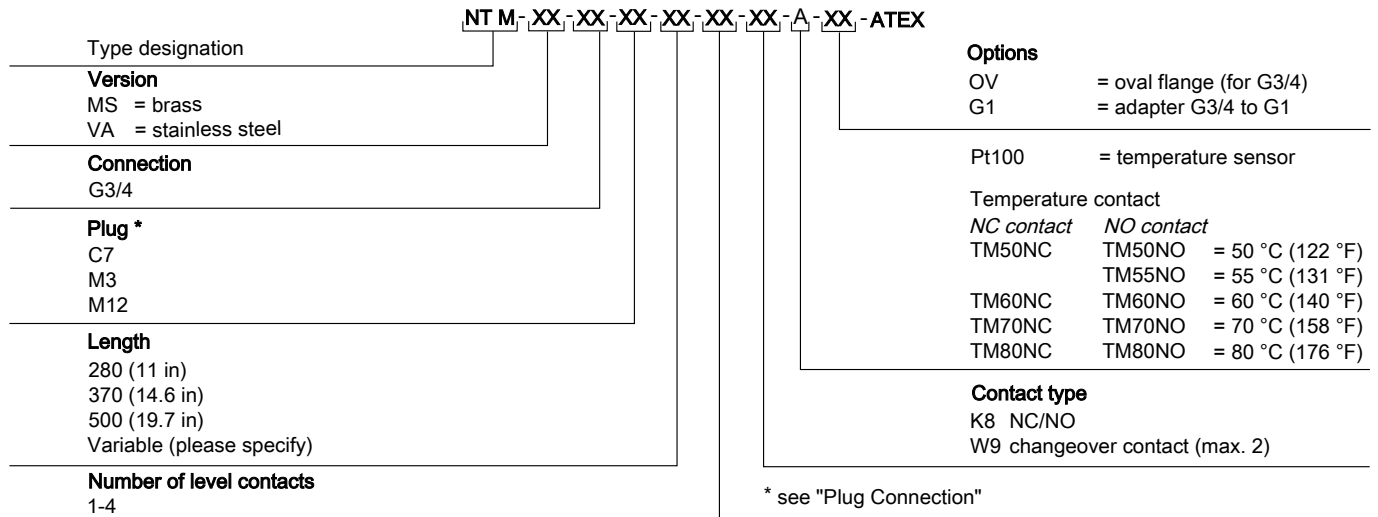 NT M - XX - XX - XX - XX - XX - XX - A - XX - ATEX
Type designation
Version
MS = brass
VA = stainless steel
Connection
G3/4
Plug *
C7
M3
M12
Length
280 (11 in)
370 (14.6 in)
500 (19.7 in)
Variable (please specify)
Number of level contacts
1-4
Options
OV = oval flange (for G3/4)
G1 = adapter G3/4 to G1
Pt100 = temperature sensor
Temperature contact
NC contact NO contact
TM50NC TM50NO = 50 °C (122 °F)
TM55NO = 55 °C (131 °F)
TM60NC TM60NO = 60 °C (140 °F)
TM70NC TM70NO = 70 °C (158 °F)
TM80NC TM80NO = 80 °C (176 °F)
Contact type
K8 NC/NO
W9 changeover contact (max. 2)
* see "Plug Connection"